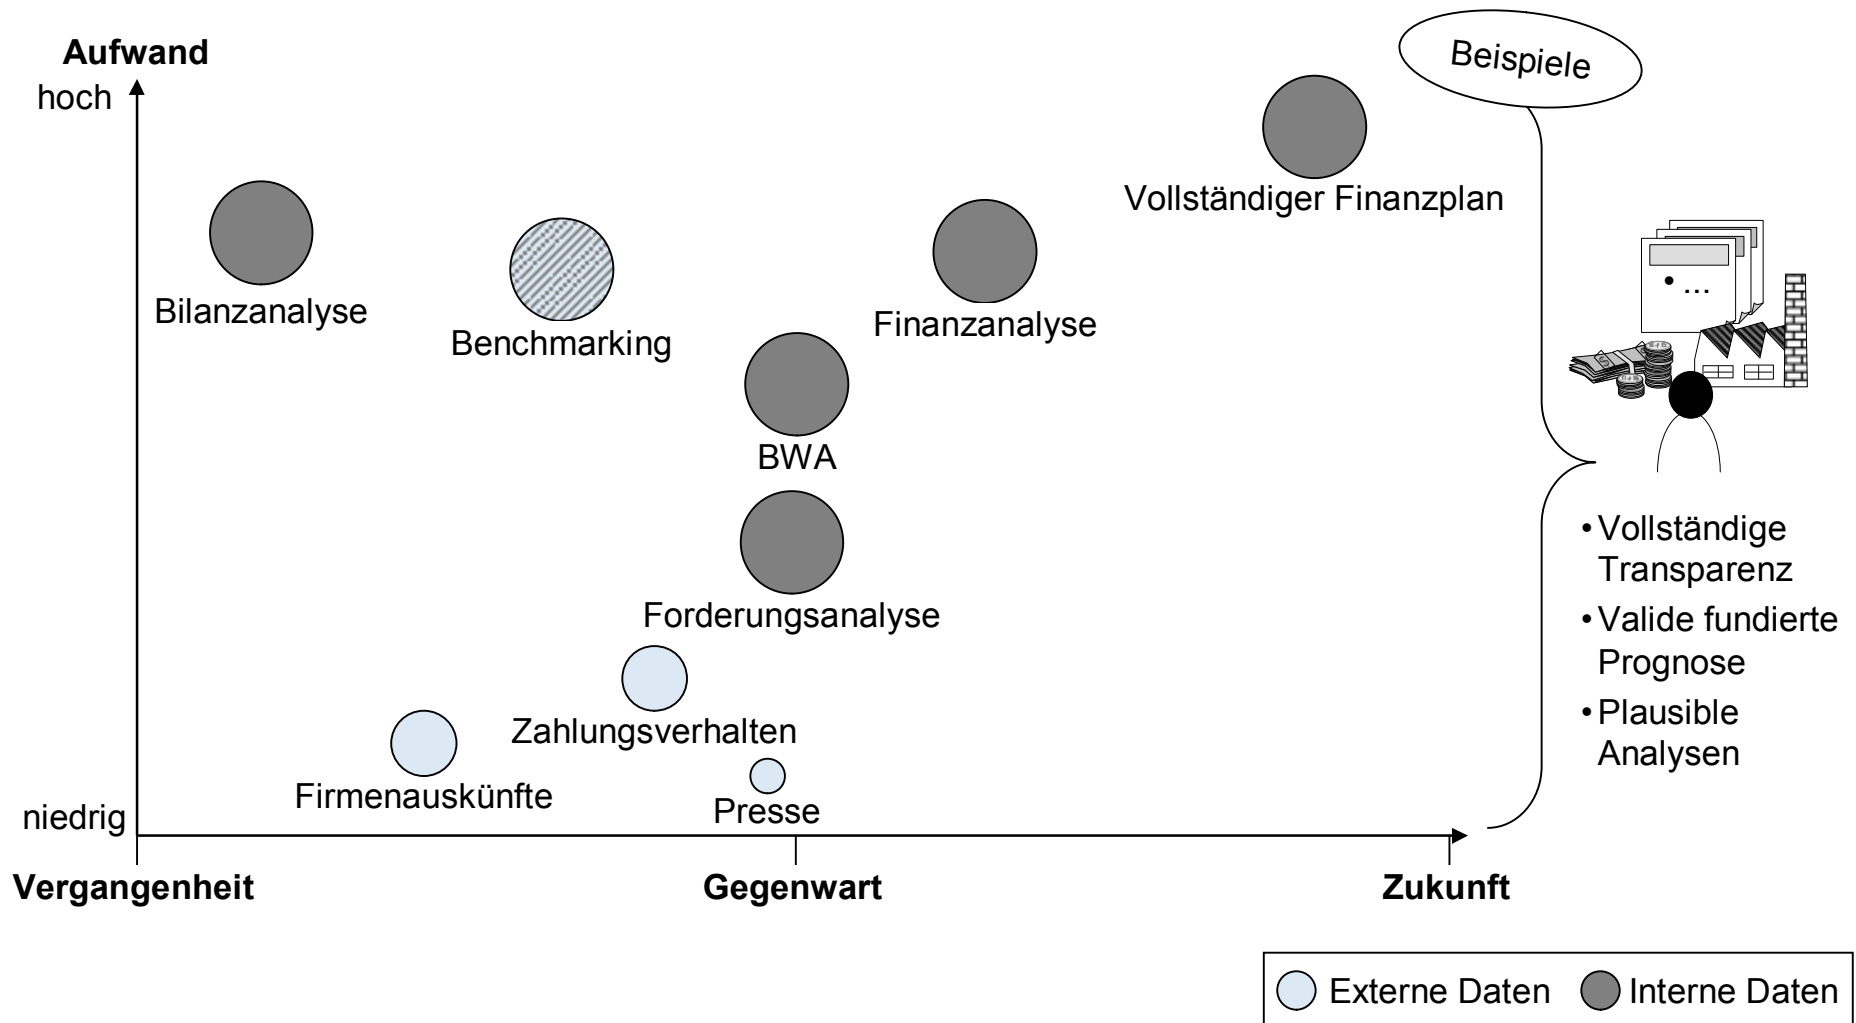 Aufwand
hoch
Beispiele
Vollständiger Finanzplan
Bilanzanalyse
Benchmarking
Finanzanalyse
• ...
BWA
Forderungsanalyse
Zahlungsverhalten
Firmenauskünfte
Presse
niedrig
Vergangenheit
Gegenwart
Zukunft
• Vollständige
Transparenz
• Valide fundierte
Prognose
• Plausible
Analysen
Externe Daten
Interne Daten